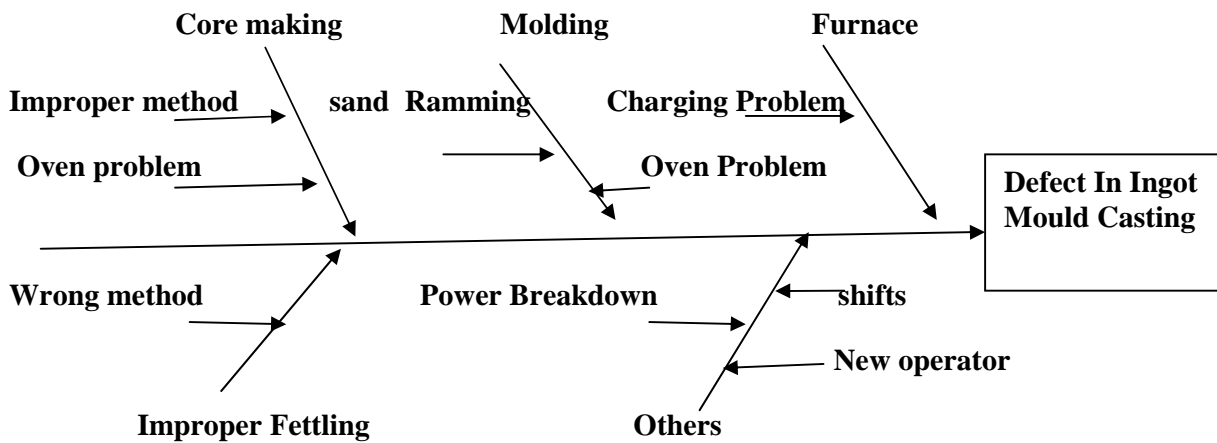 Core making
Molding
Furnace
Improper method
sand Ramming
Charging Problem
Oven problem
Oven Problem
Defect In Ingot
Mould Casting
Wrong method
Power Breakdown
shifts
New operator
Improper Fettling
Others